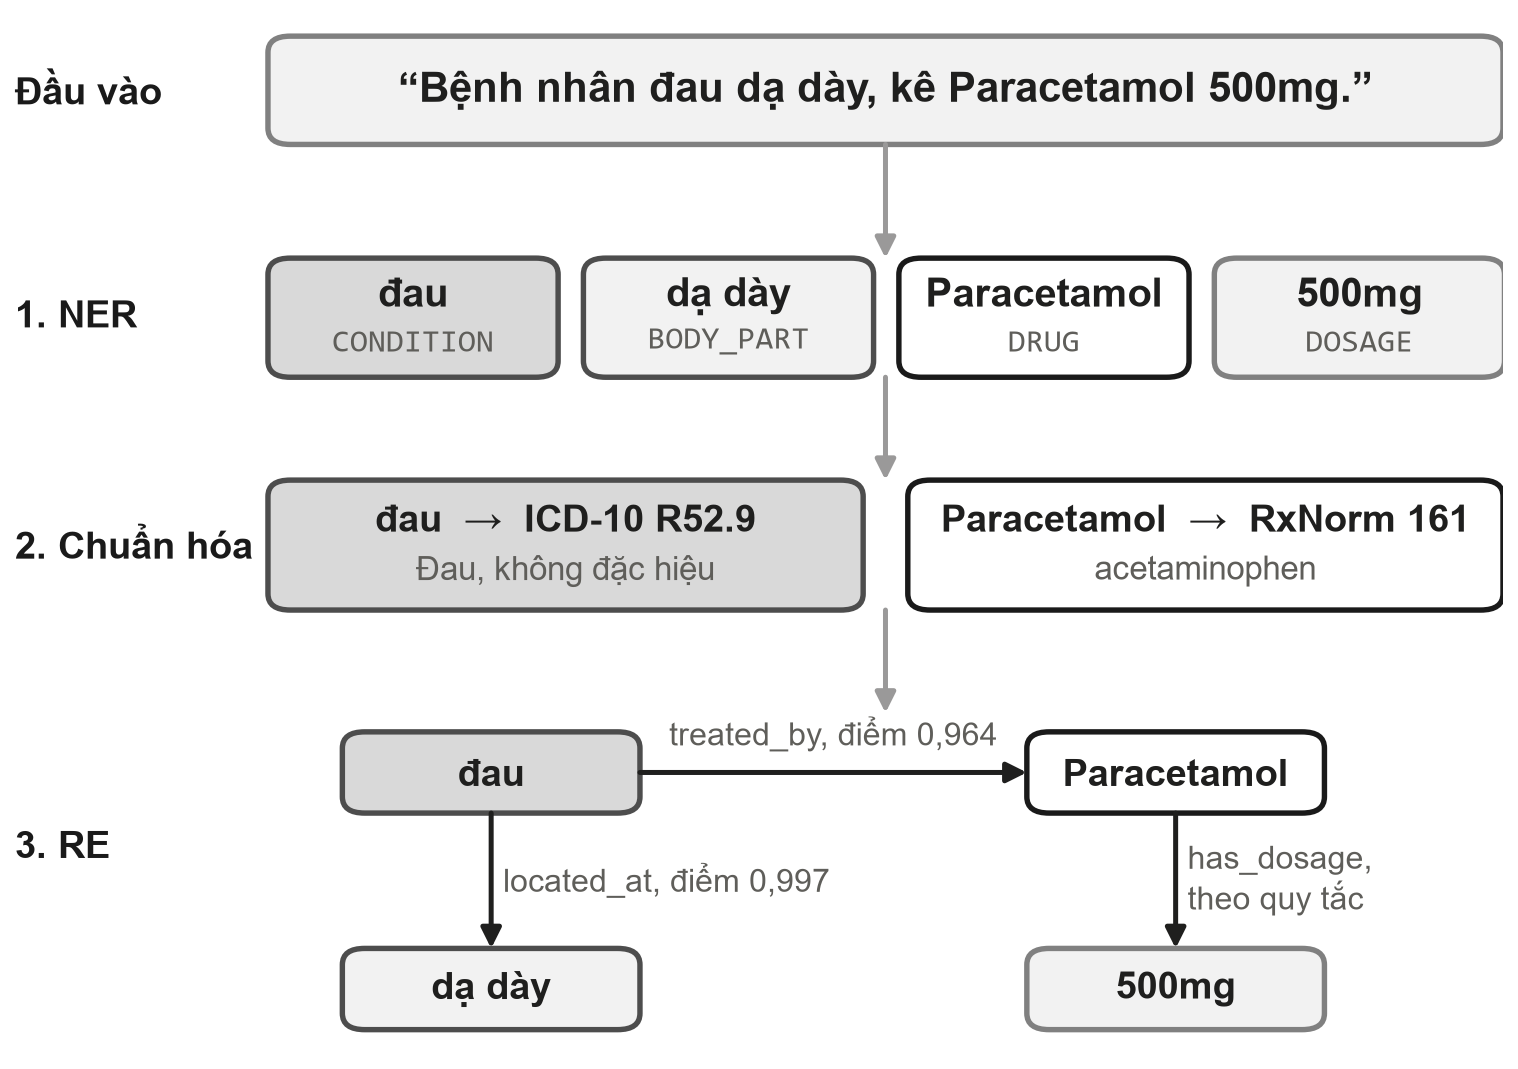 Đầu vào
“Bệnh nhân đau dạ dày, kê Paracetamol 500mg.”
1. NER
đau
CONDITION
dạ dày
BODY_PART
Paracetamol
DRUG
500mg
DOSAGE
2. Chuẩn hóa
đau → ICD-10 R52.9
Đau, không đặc hiệu
Paracetamol → RxNorm 161
acetaminophen
3. RE
đau
treated_by, điểm 0,964
Paracetamol
located_at, điểm 0,997
has_dosage,
theo quy tắc
dạ dày
500mg